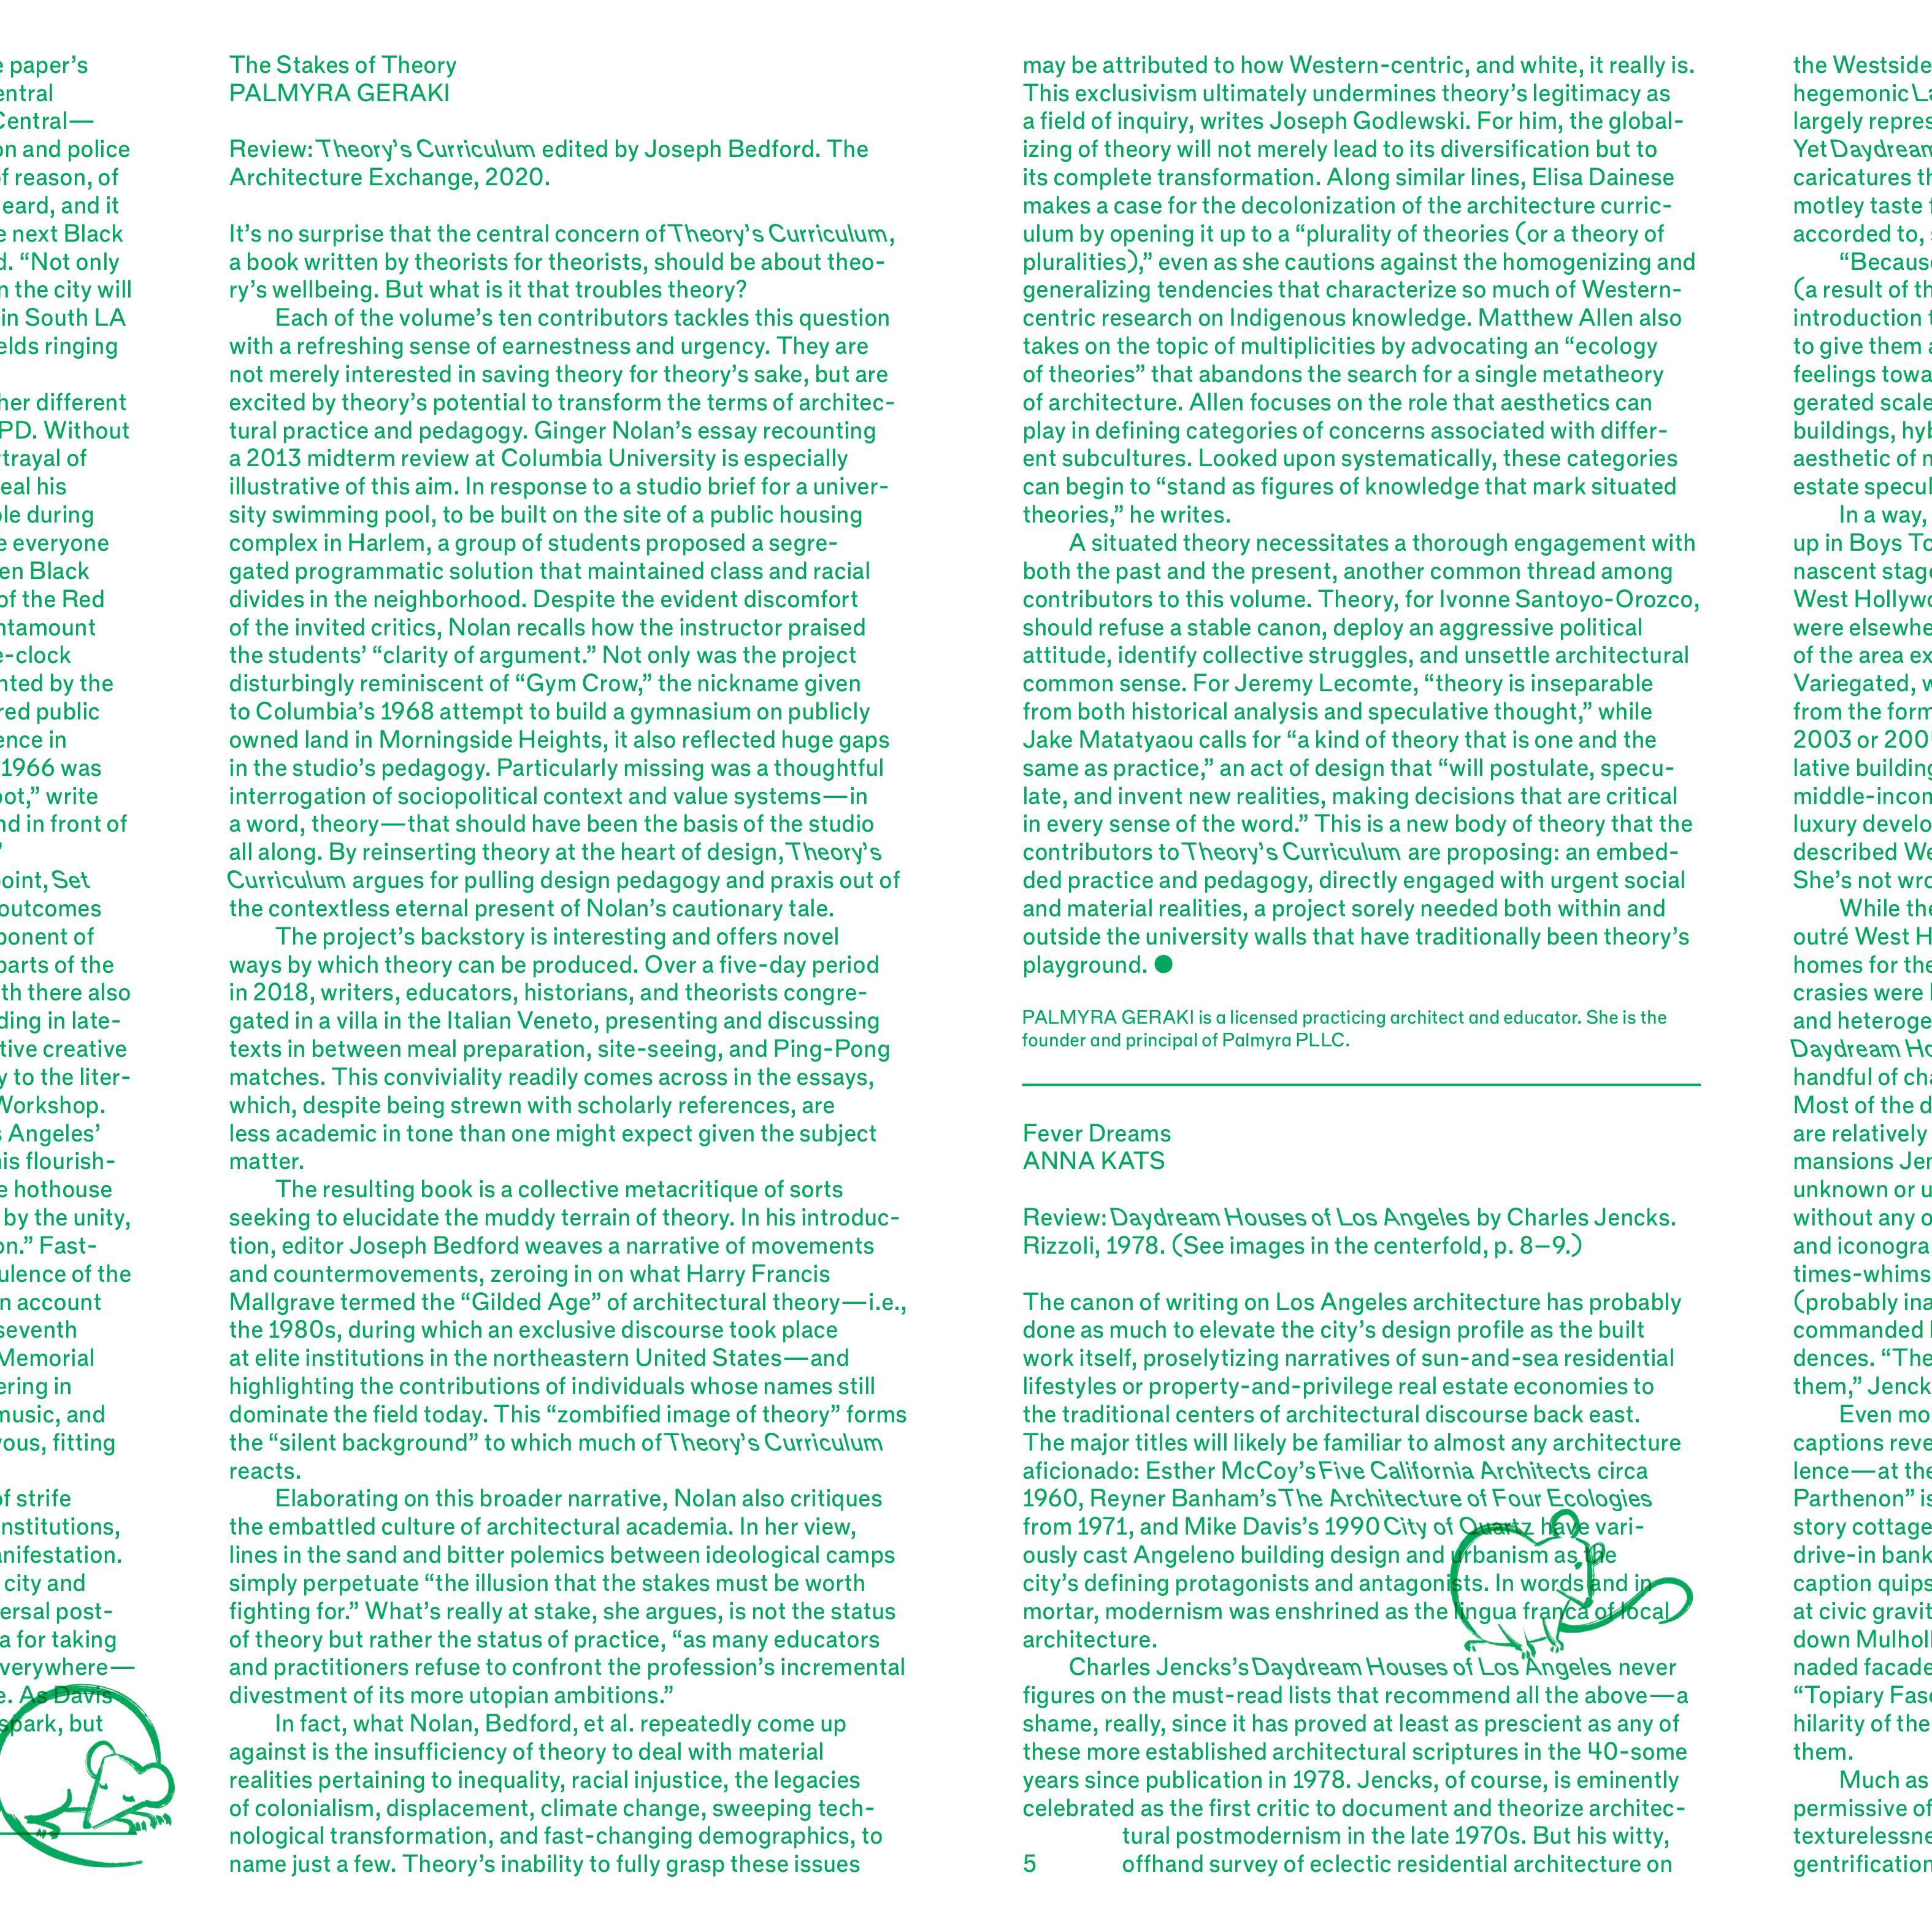 e paper’s
entral
Central—
on and police
of reason, of
eard, and it
e next Black
d. “Not only
n the city will
in South LA
elds ringing
her different
PD. Without
trayal of
eal his
ole during
e everyone
en Black
of the Red
ntamount
e-clock
nted by the
red public
ence in
1966 was
oot,” write
nd in front of
”
oint, Set
outcomes
ponent of
parts of the
th there also
ding in late-
tive creative
y to the liter-
Workshop.
s Angeles’
his flourish-
e hothouse
by the unity,
on.” Fast-
ulence of the
n account
seventh
Memorial
ering in
music, and
vous, fitting
of strife
nstitutions,
anifestation.
city and
ersal post-
a for taking
verywhere—
e. As Davis
spark, but
The Stakes of Theory
PALMYRA GERAKI
Review: Theory’s Curriculum edited by Joseph Bedford. The
Architecture Exchange, 2020.
It’s no surprise that the central concern of Theory’s Curriculum,
a book written by theorists for theorists, should be about theo-
ry’s wellbeing. But what is it that troubles theory?
Each of the volume’s ten contributors tackles this question
with a refreshing sense of earnestness and urgency. They are
not merely interested in saving theory for theory’s sake, but are
excited by theory’s potential to transform the terms of architec-
tural practice and pedagogy. Ginger Nolan’s essay recounting
a 2013 midterm review at Columbia University is especially
illustrative of this aim. In response to a studio brief for a univer-
sity swimming pool, to be built on the site of a public housing
complex in Harlem, a group of students proposed a segre-
gated programmatic solution that maintained class and racial
divides in the neighborhood. Despite the evident discomfort
of the invited critics, Nolan recalls how the instructor praised
the students’ “clarity of argument.” Not only was the project
disturbingly reminiscent of “Gym Crow,” the nickname given
to Columbia’s 1968 attempt to build a gymnasium on publicly
owned land in Morningside Heights, it also reflected huge gaps
in the studio’s pedagogy. Particularly missing was a thoughtful
interrogation of sociopolitical context and value systems—in
a word, theory—that should have been the basis of the studio
all along. By reinserting theory at the heart of design, Theory’s
Curriculum argues for pulling design pedagogy and praxis out of
the contextless eternal present of Nolan’s cautionary tale.
The project’s backstory is interesting and offers novel
ways by which theory can be produced. Over a five-day period
in 2018, writers, educators, historians, and theorists congre-
gated in a villa in the Italian Veneto, presenting and discussing
texts in between meal preparation, site-seeing, and Ping-Pong
matches. This conviviality readily comes across in the essays,
which, despite being strewn with scholarly references, are
less academic in tone than one might expect given the subject
matter.
The resulting book is a collective metacritique of sorts
seeking to elucidate the muddy terrain of theory. In his introduc-
tion, editor Joseph Bedford weaves a narrative of movements
and countermovements, zeroing in on what Harry Francis
Mallgrave termed the “Gilded Age” of architectural theory—i.e.,
the 1980s, during which an exclusive discourse took place
at elite institutions in the northeastern United States—and
highlighting the contributions of individuals whose names still
dominate the field today. This “zombified image of theory” forms
the “silent background” to which much of Theory’s Curriculum
reacts.
Elaborating on this broader narrative, Nolan also critiques
the embattled culture of architectural academia. In her view,
lines in the sand and bitter polemics between ideological camps
simply perpetuate “the illusion that the stakes must be worth
fighting for.” What’s really at stake, she argues, is not the status
of theory but rather the status of practice, “as many educators
and practitioners refuse to confront the profession’s incremental
divestment of its more utopian ambitions.”
In fact, what Nolan, Bedford, et al. repeatedly come up
against is the insufficiency of theory to deal with material
realities pertaining to inequality, racial injustice, the legacies
of colonialism, displacement, climate change, sweeping tech-
nological transformation, and fast-changing demographics, to
name just a few. Theory’s inability to fully grasp these issues
may be attributed to how Western-centric, and white, it really is.
This exclusivism ultimately undermines theory’s legitimacy as
a field of inquiry, writes Joseph Godlewski. For him, the global-
izing of theory will not merely lead to its diversification but to
its complete transformation. Along similar lines, Elisa Dainese
makes a case for the decolonization of the architecture curric-
ulum by opening it up to a “plurality of theories (or a theory of
pluralities),” even as she cautions against the homogenizing and
generalizing tendencies that characterize so much of Western-
centric research on Indigenous knowledge. Matthew Allen also
takes on the topic of multiplicities by advocating an “ecology
of theories” that abandons the search for a single metatheory
of architecture. Allen focuses on the role that aesthetics can
play in defining categories of concerns associated with differ-
ent subcultures. Looked upon systematically, these categories
can begin to “stand as figures of knowledge that mark situated
theories,” he writes.
A situated theory necessitates a thorough engagement with
both the past and the present, another common thread among
contributors to this volume. Theory, for Ivonne Santoyo-Orozco,
should refuse a stable canon, deploy an aggressive political
attitude, identify collective struggles, and unsettle architectural
common sense. For Jeremy Lecomte, “theory is inseparable
from both historical analysis and speculative thought,” while
Jake Matatyaou calls for “a kind of theory that is one and the
same as practice,” an act of design that “will postulate, specu-
late, and invent new realities, making decisions that are critical
in every sense of the word.” This is a new body of theory that the
contributors to Theory’s Curriculum are proposing: an embed-
ded practice and pedagogy, directly engaged with urgent social
and material realities, a project sorely needed both within and
outside the university walls that have traditionally been theory’s
playground. ●
PALMYRA GERAKI is a licensed practicing architect and educator. She is the
founder and principal of Palmyra PLLC.
Fever Dreams
ANNA KATS
Review: Daydream Houses of Los Angeles by Charles Jencks.
Rizzoli, 1978. (See images in the centerfold, p. 8–9.)
The canon of writing on Los Angeles architecture has probably
done as much to elevate the city’s design profile as the built
work itself, proselytizing narratives of sun-and-sea residential
lifestyles or property-and-privilege real estate economies to
the traditional centers of architectural discourse back east.
The major titles will likely be familiar to almost any architecture
aficionado: Esther McCoy’s Five California Architects circa
1960, Reyner Banham’s The Architecture of Four Ecologies
from 1971, and Mike Davis’s 1990 City of Quartz have vari-
ously cast Angeleno building design and urbanism as the
city’s defining protagonists and antagonists. In words and in
mortar, modernism was enshrined as the lingua franca of local
architecture.
Charles Jencks’s Daydream Houses of Los Angeles never
figures on the must-read lists that recommend all the above—a
shame, really, since it has proved at least as prescient as any of
these more established architectural scriptures in the 40-some
years since publication in 1978. Jencks, of course, is eminently
celebrated as the first critic to document and theorize architec-
tural postmodernism in the late 1970s. But his witty,
offhand survey of eclectic residential architecture on
5
the Westside
hegemonic La
largely repres
Yet Daydream
caricatures th
motley taste f
accorded to, s
“Because
(a result of th
introduction t
to give them a
feelings towa
gerated scale
buildings, hyb
aesthetic of n
estate specul
In a way,
up in Boys To
nascent stage
West Hollywo
were elsewhe
of the area ex
Variegated, w
from the form
2003 or 200
lative building
middle-incom
luxury develo
described We
She’s not wro
While the
outré West H
homes for the
crasies were l
and heteroge
Daydream Ho
handful of cha
Most of the d
are relatively
mansions Jen
unknown or u
without any o
and iconogra
times-whims
(probably ina
commanded l
dences. “The
them,” Jenck
Even mo
captions reve
lence—at the
Parthenon” is
story cottage
drive-in bank
caption quips
at civic gravit
down Mulholl
naded facade
“Topiary Fasc
hilarity of the
them.
Much as
permissive of
texturelessne
gentrification